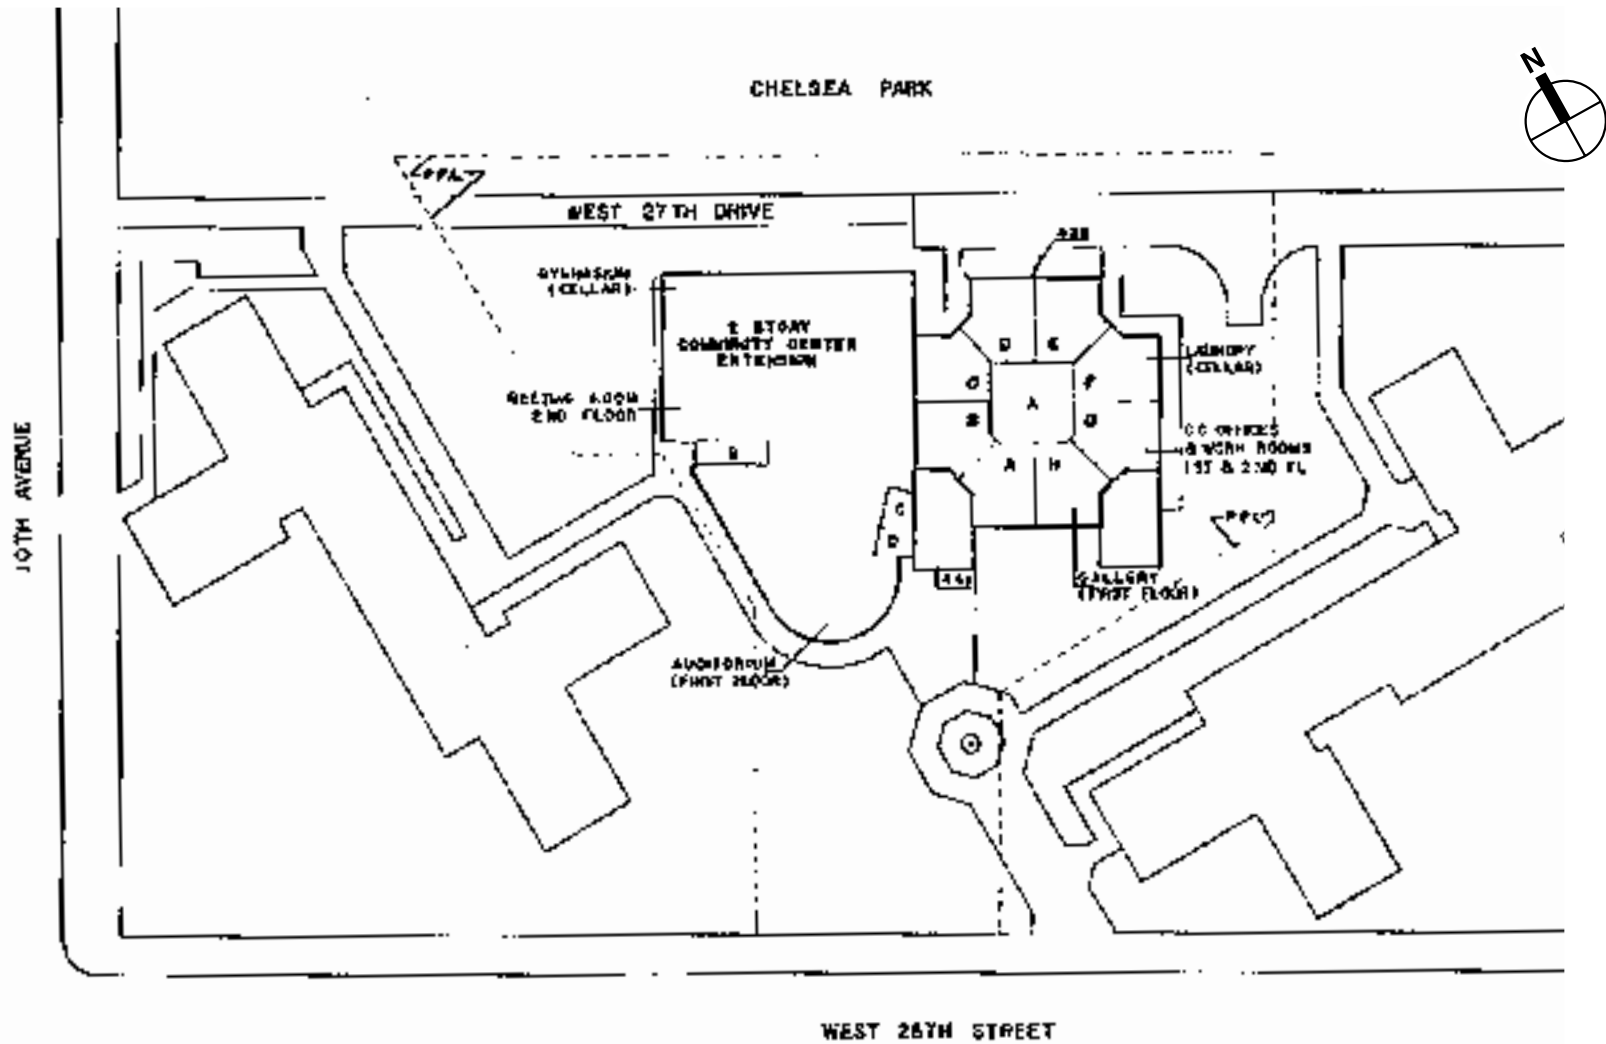 N
CHELSEA PARK
WEST 27TH DRIVE
428
GYMNASIUM
(CELLAR)
2 STORY
COMMUNITY CENTER
EXTENSION
D E
LAUNDRY
(CELLAR)
C F
A
MEETING ROOM
2ND FLOOR
B G
CC OFFICES
& WORK ROOMS
1ST & 2ND FL
10TH AVENUE
B
A H
C
D
GALLERY
(FIRST FLOOR)
AUDITORIUM
(FIRST FLOOR)
WEST 26TH STREET